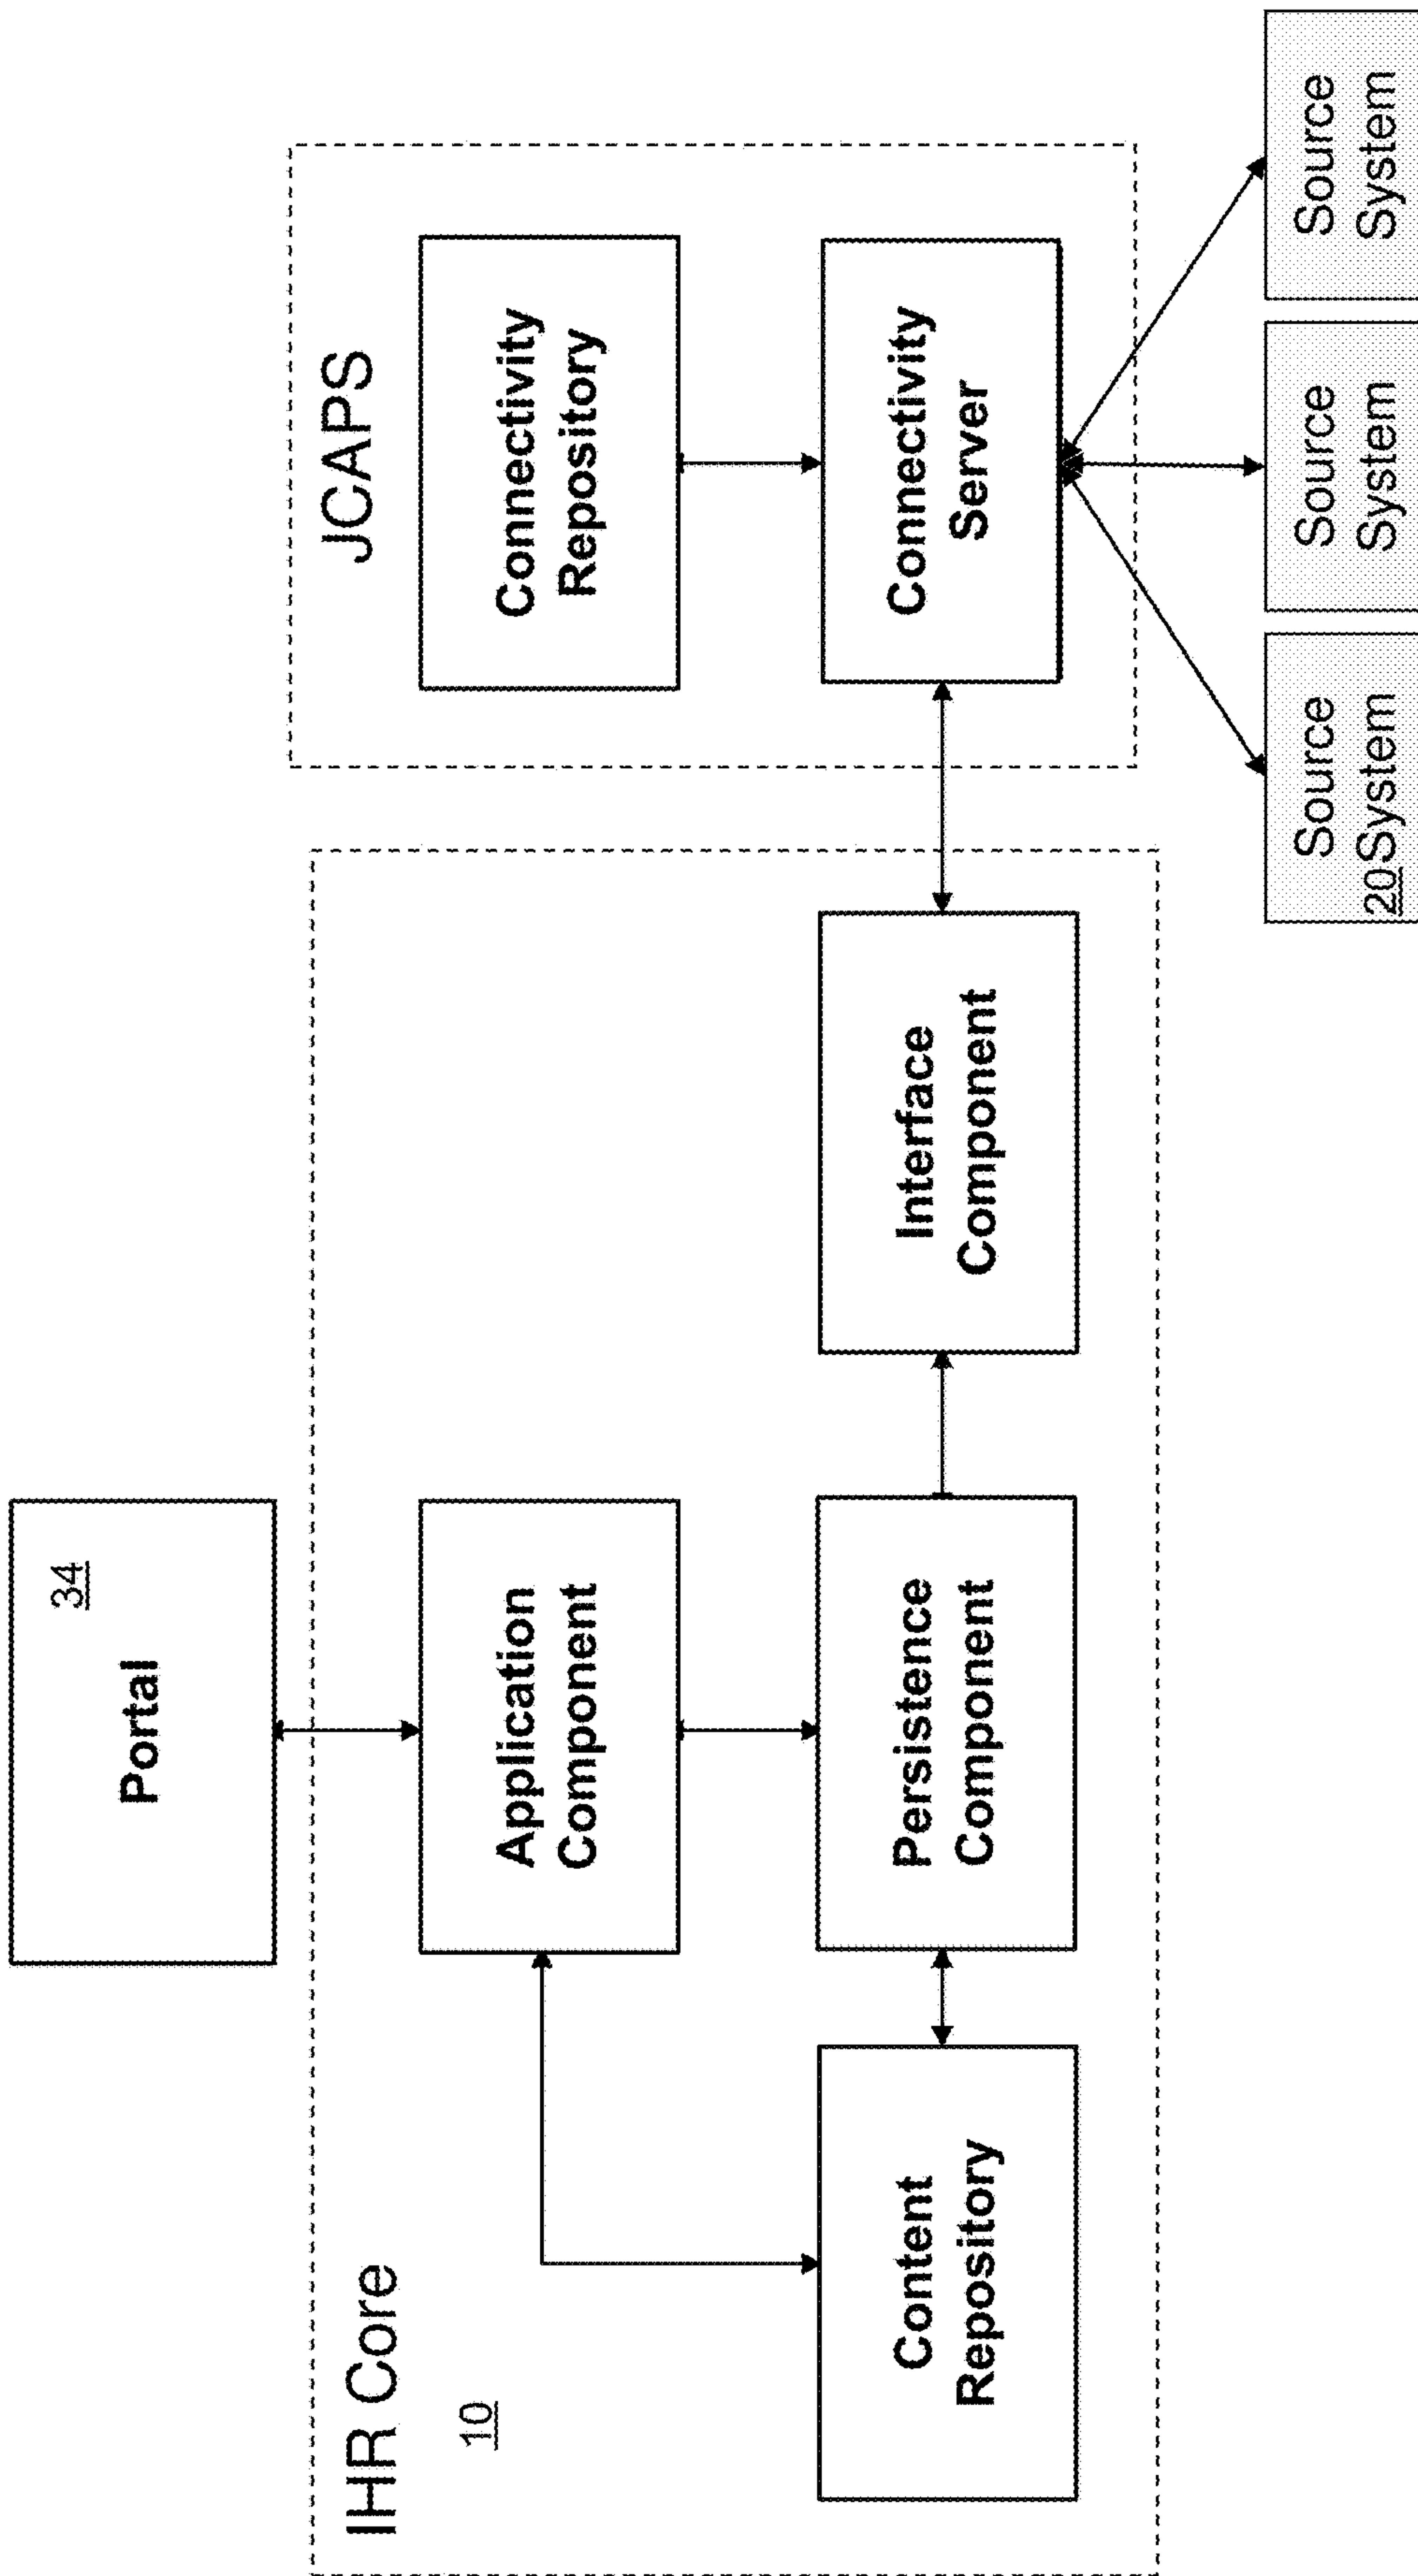 Portal
34
IHR Core
10
Application
Component
Content
Repository
Persistence
Component
Interface
Component
JCAPS
Connectivity
Repository
Connectivity
Server
Source
20System
Source
System
Source
System